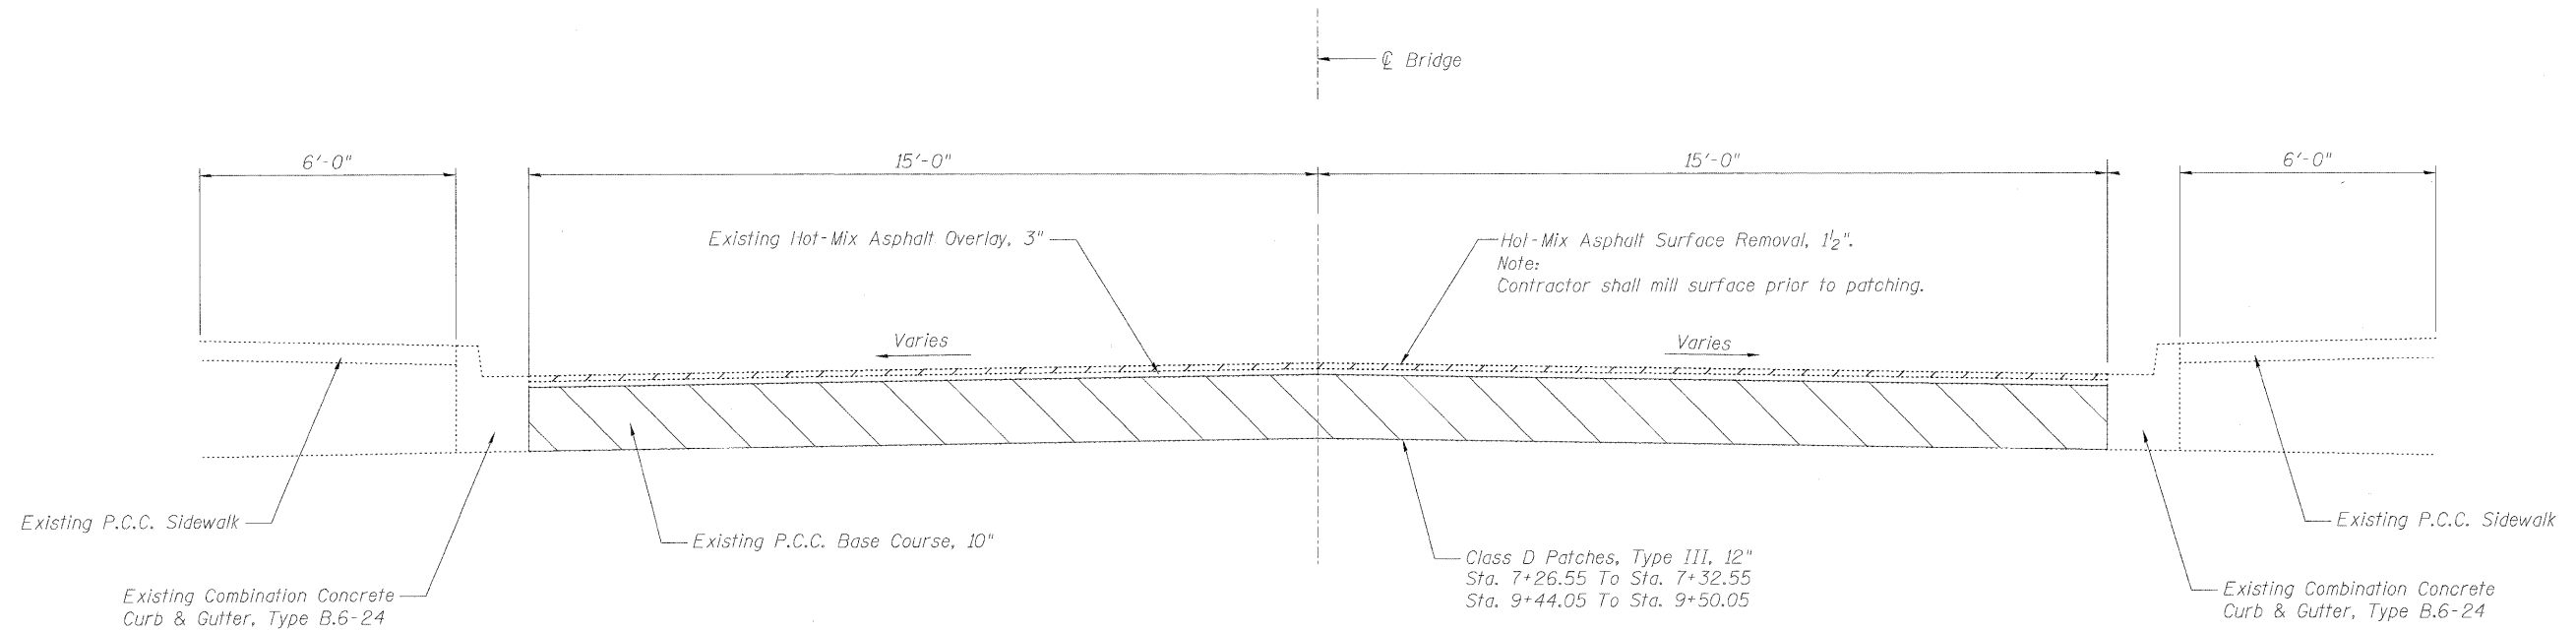 ℄ Bridge
6'-0"
15'-0"
15'-0"
6'-0"
Existing Hot-Mix Asphalt Overlay, 3"
Hot-Mix Asphalt Surface Removal, 1½".
Note:
Contractor shall mill surface prior to patching.
Varies
Varies
Existing P.C.C. Sidewalk
Existing P.C.C. Base Course, 10"
Existing P.C.C. Sidewalk
Class D Patches, Type III, 12"
Sta. 7+26.55 To Sta. 7+32.55
Sta. 9+44.05 To Sta. 9+50.05
Existing Combination Concrete
Curb & Gutter, Type B.6-24
Existing Combination Concrete
Curb & Gutter, Type B.6-24